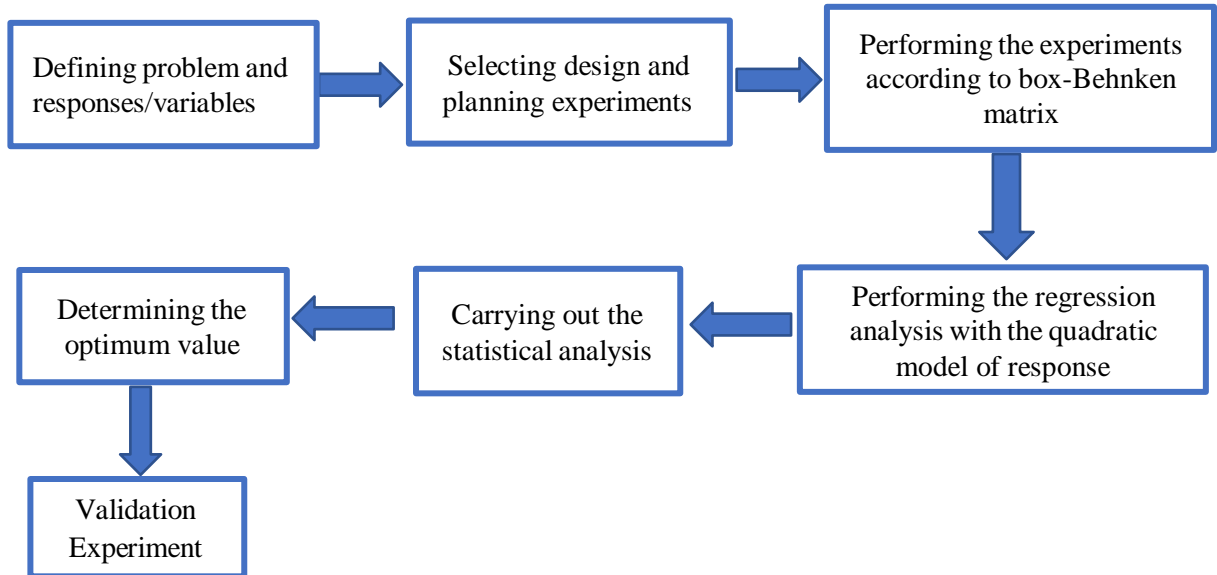 Defining problem and
responses/variables
Selecting design and
planning experiments
Performing the experiments
according to box-Behnken
matrix
Performing the regression
analysis with the quadratic
model of response
Carrying out the
statistical analysis
Determining the
optimum value
Validation
Experiment